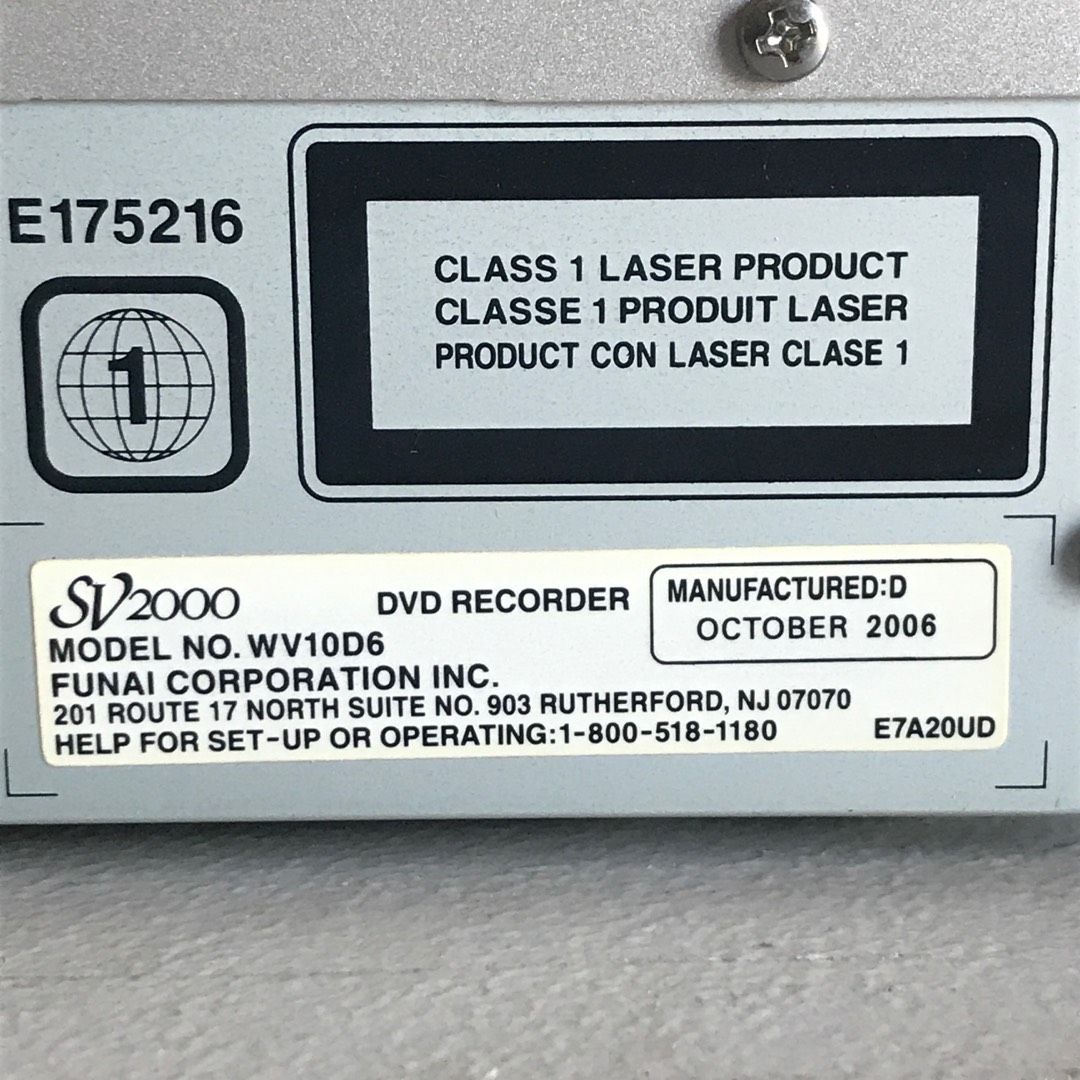 E175216
1
CLASS 1 LASER PRODUCT
CLASSE 1 PRODUIT LASER
PRODUCT CON LASER CLASE 1
SV2000
DVD RECORDER
MANUFACTURED:D
OCTOBER 2006
MODEL NO. WV10D6
FUNAI CORPORATION INC.
201 ROUTE 17 NORTH SUITE NO. 903 RUTHERFORD, NJ 07070
HELP FOR SET-UP OR OPERATING:1-800-518-1180
E7A20UD